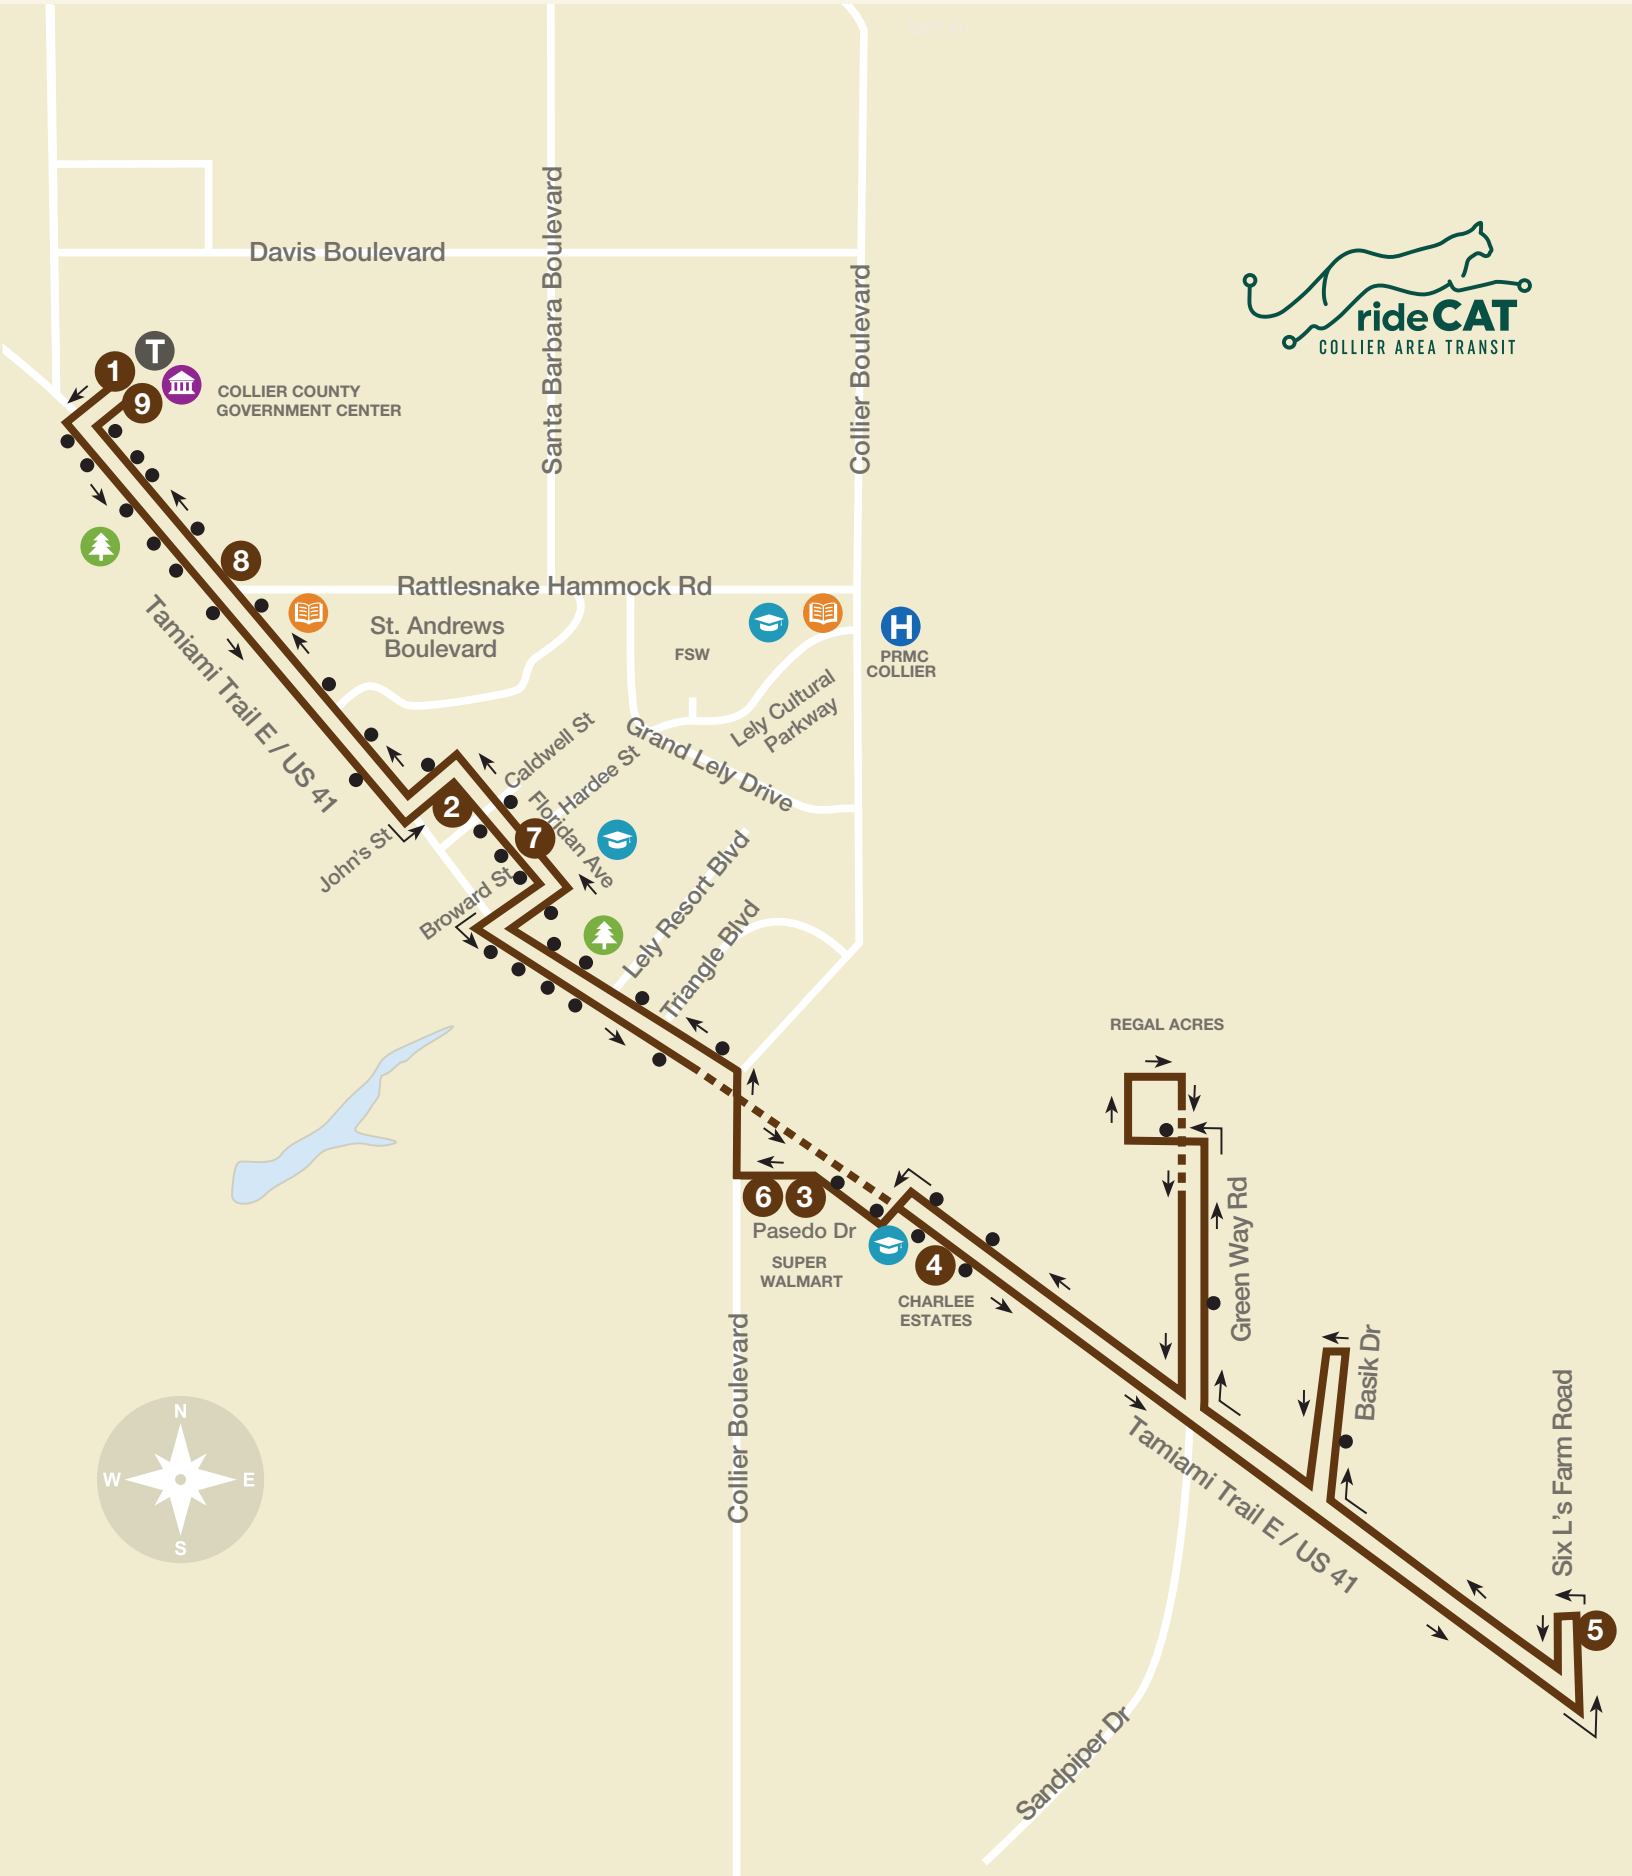 Davis Boulevard
Santa Barbara Boulevard
Collier Boulevard
rideCAT
COLLIER AREA TRANSIT
T
1
9
COLLIER COUNTY
GOVERNMENT CENTER
8
Rattlesnake Hammock Rd
St. Andrews
Boulevard
FSW
H
PRMC
COLLIER
Tamiami Trail E / US 41
Lely Cultural
Parkway
Grand Lely Drive
Caldwell St
Hardee St
Floridan Ave
2
7
John's St
Broward St
Lely Resort Blvd
Triangle Blvd
REGAL ACRES
6
3
Pasedo Dr
SUPER
WALMART
4
CHARLEE
ESTATES
Green Way Rd
Basik Dr
Collier Boulevard
Six L's Farm Road
Tamiami Trail E / US 41
5
N
W
E
S
Sandpiper Dr